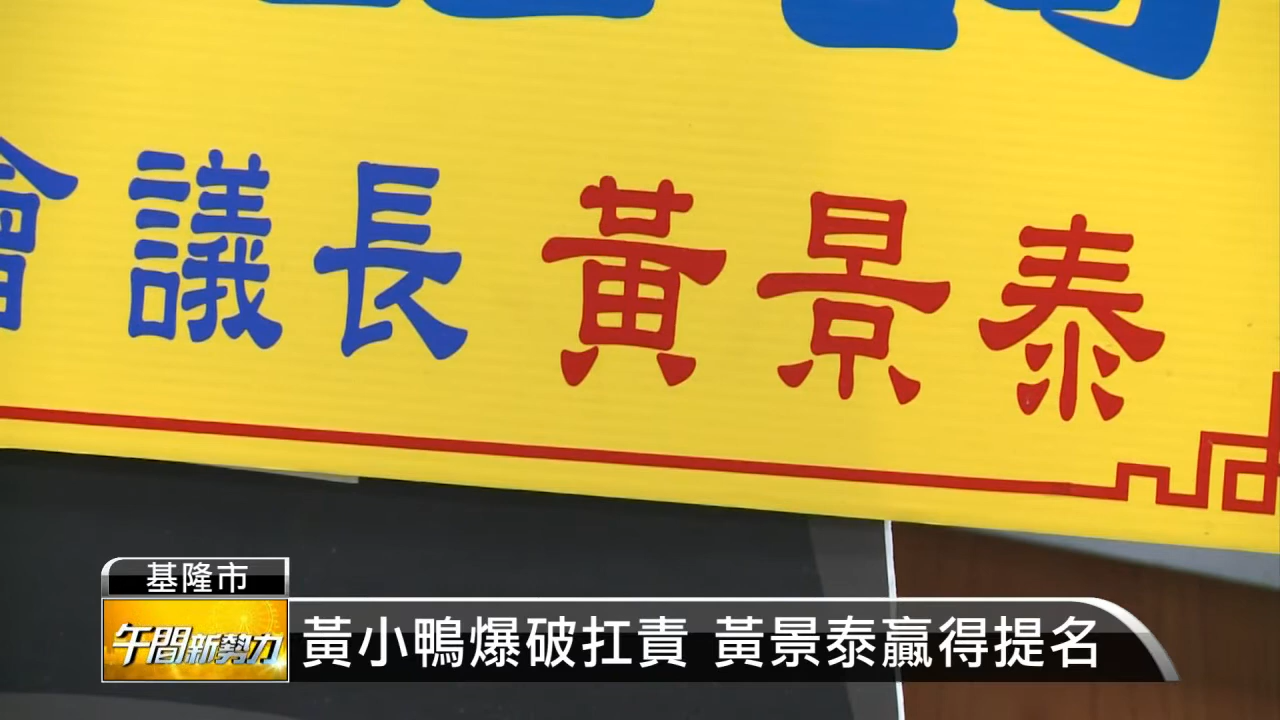 會議長黃景泰
基隆市
午間新勢力
黃小鴨爆破扛責 黃景泰贏得提名